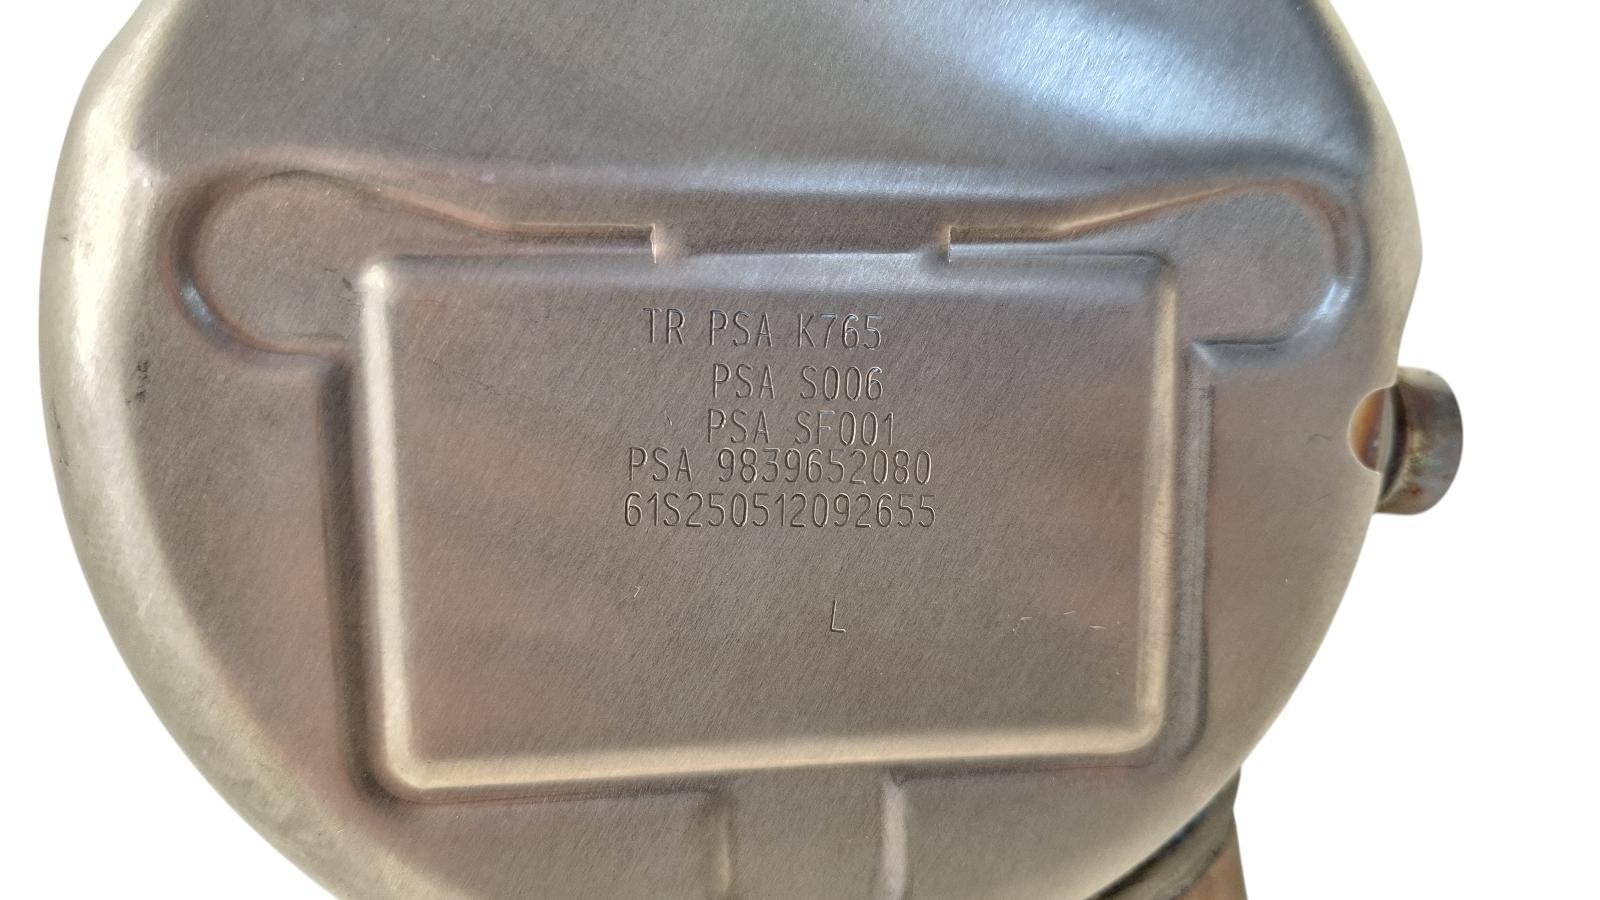 TR PSA K765
PSA S006
PSA SF001
PSA 9839652080
61S250512092655
L